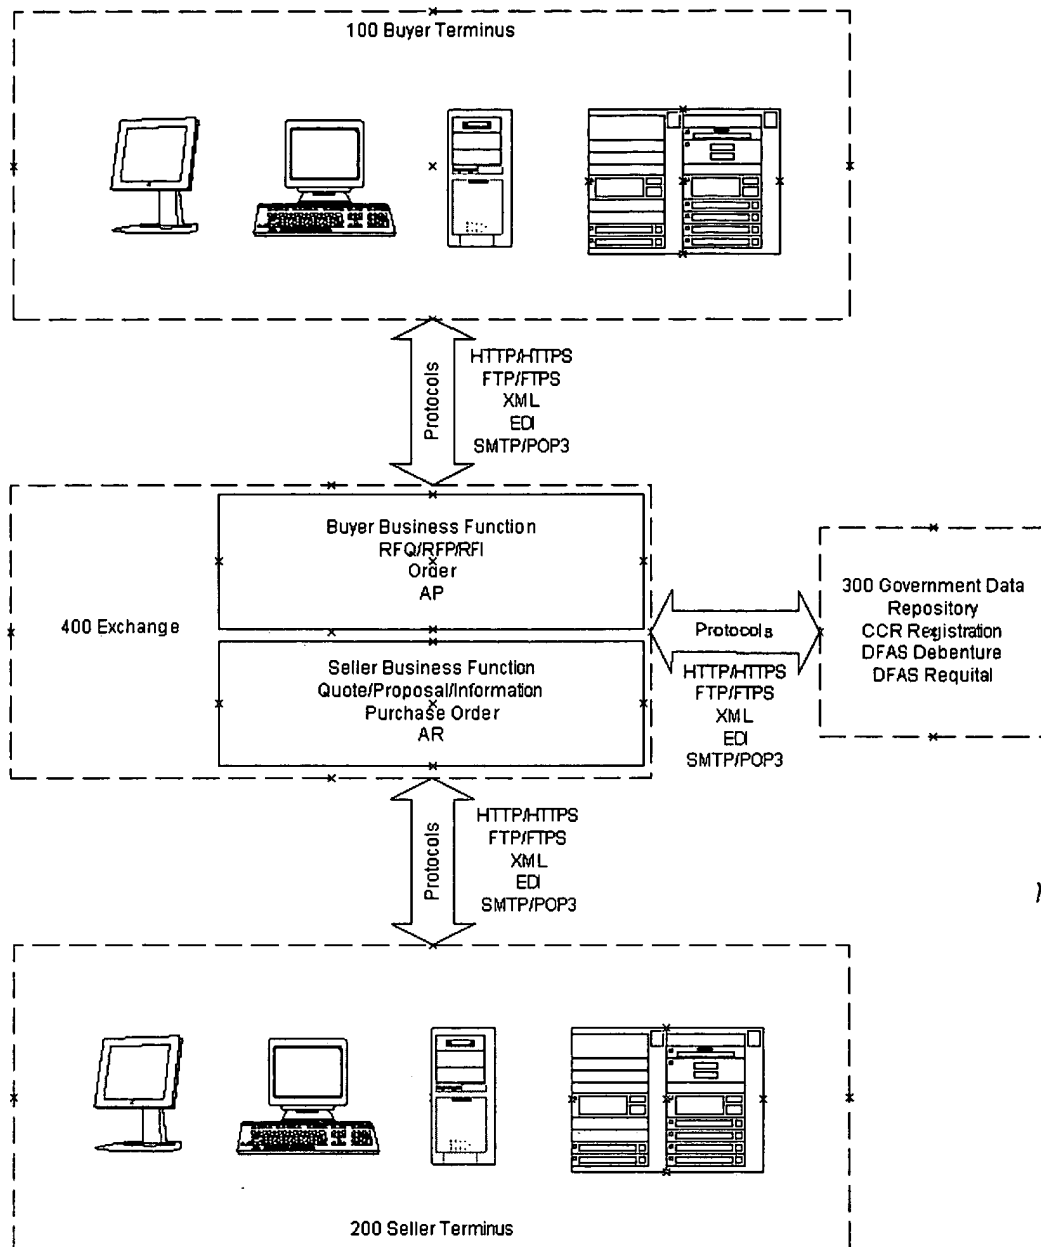 100 Buyer Terminus
Protocols
HTTP/HTTPS
FTP/FTPS
XML
EDI
SMTP/POP3
400 Exchange
Buyer Business Function
RFQ/RFP/RFI
Order
AP
Seller Business Function
Quote/Proposal/Information
Purchase Order
AR
Protocols
HTTP/HTTPS
FTP/FTPS
XML
EDI
SMTP/POP3
300 Government Data
Repository
CCR Registration
DFAS Debenture
DFAS Requital
Protocols
HTTP/HTTPS
FTP/FTPS
XML
EDI
SMTP/POP3
200 Seller Terminus